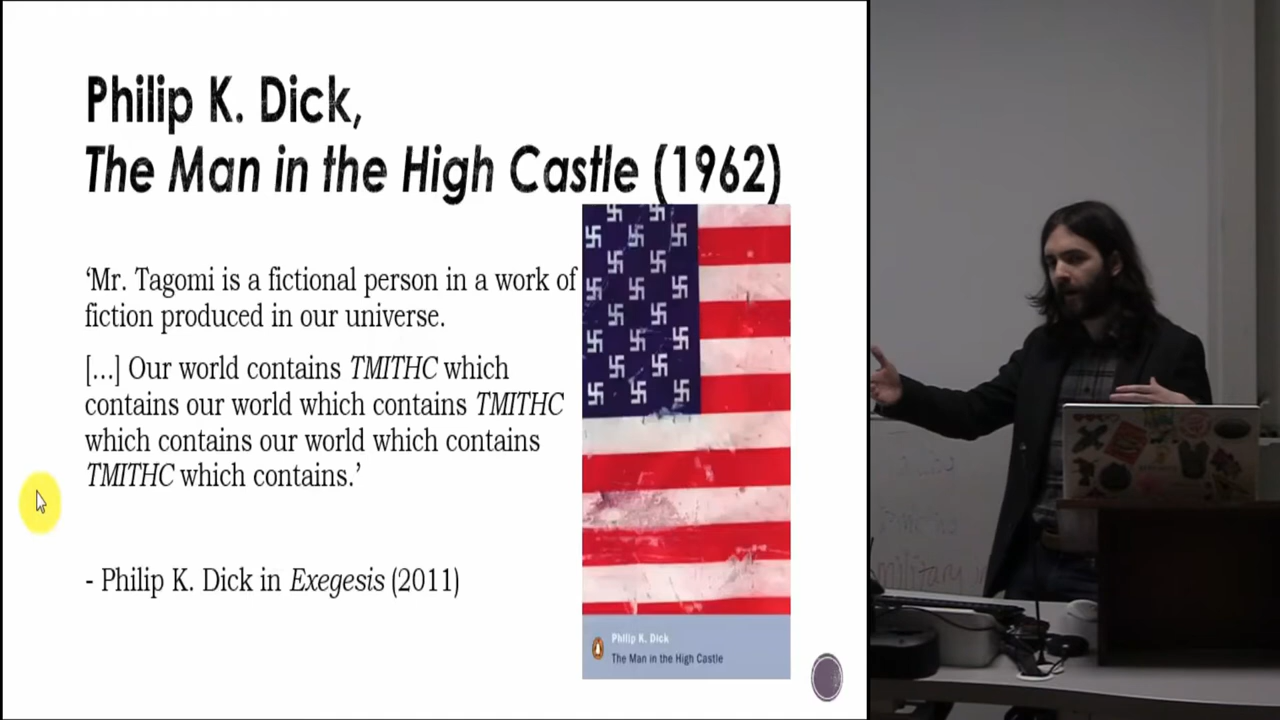 Philip K. Dick,
The Man in the High Castle (1962)
‘Mr. Tagomi is a fictional person in a work of
fiction produced in our universe.
[...] Our world contains TMITHC which
contains our world which contains TMITHC
which contains our world which contains
TMITHC which contains.’
- Philip K. Dick in Exegesis (2011)
Philip K. Dick
The Man in the High Castle
military